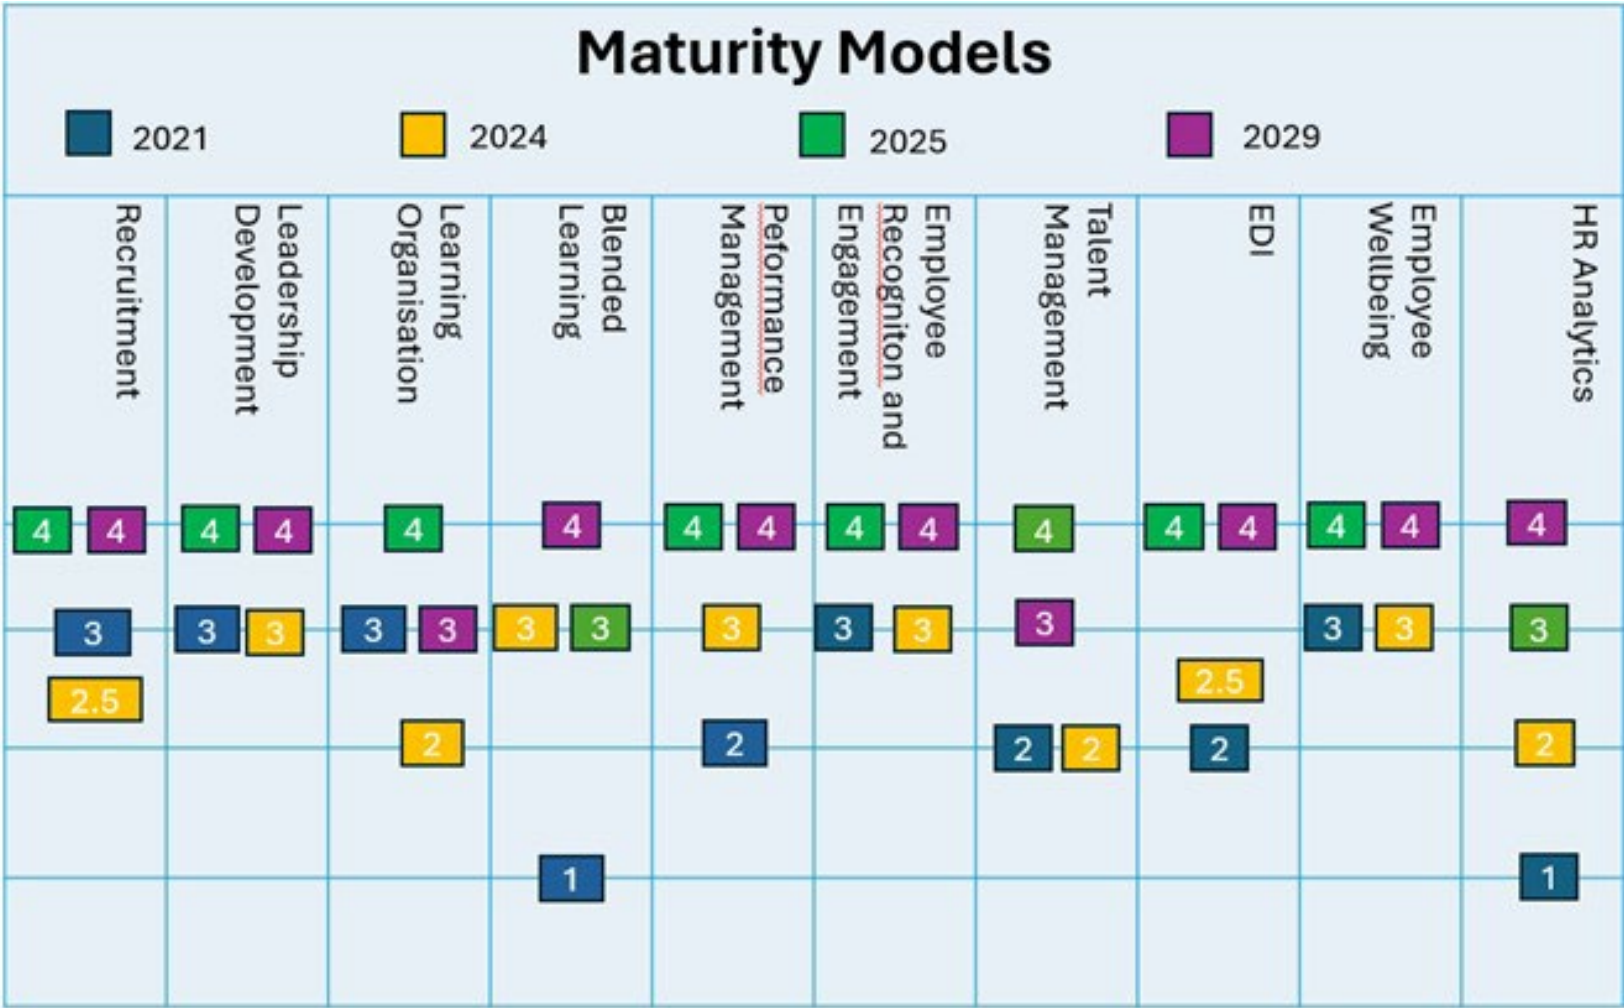 Maturity Models
2021
2024
2025
2029
Recruitment
Leadership
Development
Learning
Organisation
Blended
Learning
Peformance
Management
Employee
Recogniton and
Engagement
Talent
Management
EDI
Employee
Wellbeing
HR Analytics
4 4 4 4 4 4 4 4 4 4 4 4 4 4 4 4
3 3 3 3 3 3 3 3 3 3 3 3 3 3
2.5 2.5
2 2 2 2 2 2
1 1